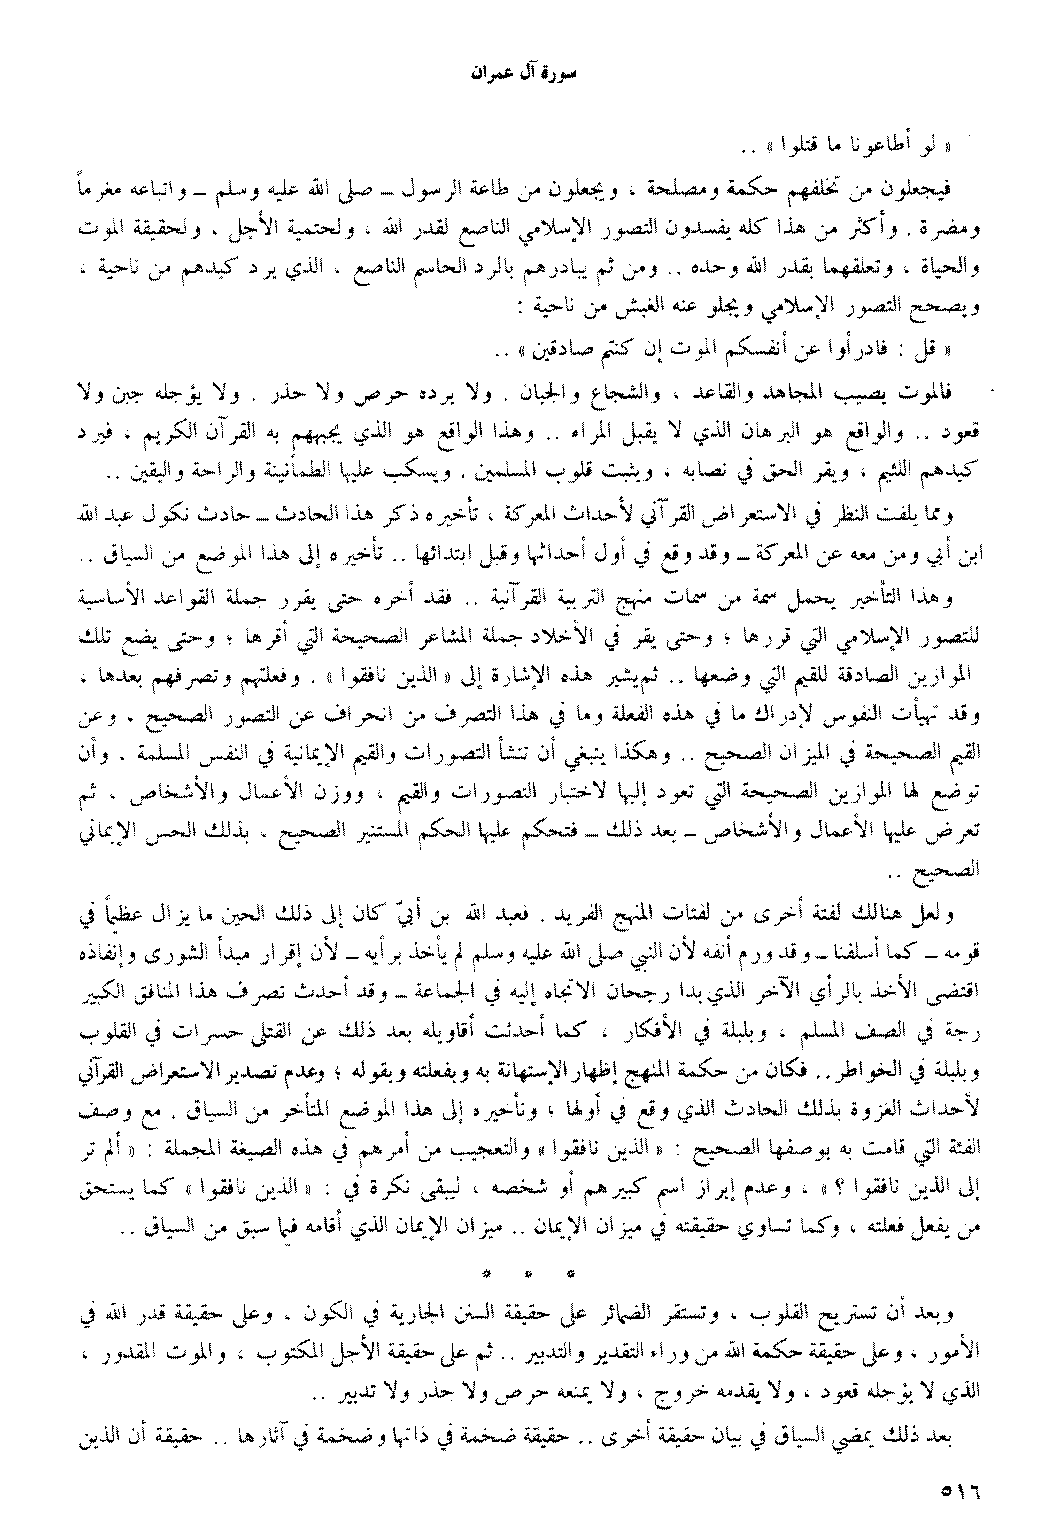 سورة آل عمران
« لو أطاعونا ما قتلوا » ..
فيجعلون من تخلفهم حكمة ومصلحة ، ويجعلون من طاعة الرسول – صلى الله عليه وسلم – واتباعه مغرماً
ومضرة . وأكثر من هذا كله يفسدون التصور الإسلامي الناصع لقدر الله ، ولحتمية الأجل ، ولحقيقة الموت
والحياة ، وتعلقهما بقدر الله وحده .. ومن ثم يبادرهم بالرد الحاسم الناصع ، الذي يرد كيدهم من ناحية ،
ويصحح التصور الإسلامي ويجلو عنه الغبش من ناحية :
« قل : فادرأوا عن أنفسكم الموت إن كنتم صادقين » ..
فالموت يصيب المجاهد والقاعد ، والشجاع والجبان . ولا يرده حرص ولا حذر . ولا يؤجله جبن ولا
قعود .. والواقع هو البرهان الذي لا يقبل المراء .. وهذا الواقع هو الذي يجبههم به القرآن الكريم ، فيرد
كيدهم اللئيم ، ويقر الحق في نصابه ، ويثبت قلوب المسلمين . ويسكب عليها الطمأنينة والراحة واليقين ..
ومما يلفت النظر في الاستعراض القرآني لأحداث المعركة ، تأخيره ذكر هذا الحادث – حادث نكول عبد الله
ابن أبي ومن معه عن المعركة – وقد وقع في أول أحداثها وقبل ابتدائها .. تأخيره إلى هذا الموضع من السياق ..
وهذا التأخير يحمل سمة من سمات منهج التربية القرآنية .. فقد أخره حتى يقرر جملة القواعد الأساسية
للتصور الإسلامي التي قررها ؛ وحتى يقر في الأخلاد جملة المشاعر الصحيحة التي أقرها ؛ وحتى يضع تلك
الموازين الصادقة للقيم التي وضعها .. ثم يشير هذه الإشارة إلى « الذين نافقوا » . وفعلتهم وتصرفهم بعدها ،
وقد تهيأت النفوس لإدراك ما في هذه الفعلة وما في هذا التصرف من انحراف عن التصور الصحيح ، وعن
القيم الصحيحة في الميزان الصحيح .. وهكذا ينبغي أن تنشأ التصورات والقيم الإيمانية في النفس المسلمة . وأن
توضع لها الموازين الصحيحة التي تعود إليها لاختبار التصورات والقيم ، ووزن الأعمال والأشخاص ، ثم
تعرض عليها الأعمال والأشخاص – بعد ذلك – فتحكم عليها الحكم المستنير الصحيح ، بذلك الحس الإيماني
الصحيح ..
ولعل هنالك لفتة أخرى من لفتات المنهج الفريد . فعبد الله بن أبيّ كان إلى ذلك الحين ما يزال عظيماً في
قومه – كما أسلفنا – وقد ورم أنفه لأن النبي صلى الله عليه وسلم لم يأخذ برأيه – لأن إقرار مبدأ الشورى وإنفاذه
اقتضى الأخذ بالرأي الآخر الذي بدا رجحان الاتجاه إليه في الجماعة – وقد أحدث تصرف هذا المنافق الكبير
رجة في الصف المسلم ، وبلبلة في الأفكار ، كما أحدثت أقاويله بعد ذلك عن القتلى حسرات في القلوب
وبلبلة في الخواطر .. فكان من حكمة المنهج إظهار الإستهانة به وبفعلته وبقوله ؛ وعدم تصدير الاستعراض القرآني
لأحداث الغزوة بذلك الحادث الذي وقع في أولها ؛ وتأخيره إلى هذا الموضع المتأخر من السياق . مع وصف
الفئة التي قامت به بوصفها الصحيح : « الذين نافقوا » والتعجيب من أمرهم في هذه الصيغة المجملة : « ألم تر
إلى الذين نافقوا ؟ » ، وعدم إبراز اسم كبيرهم أو شخصه ، ليبقى نكرة في : « الذين نافقوا » كما يستحق
من يفعل فعلته ، وكما تساوي حقيقته في ميزان الإيمان .. ميزان الإيمان الذي أقامه فيما سبق من السياق ..
* * *
وبعد أن تستريح القلوب ، وتستقر الضمائر على حقيقة السنن الجارية في الكون ، وعلى حقيقة قدر الله في
الأمور ، وعلى حقيقة حكمة الله من وراء التقدير والتدبير .. ثم على حقيقة الأجل المكتوب ، والموت المقدور ،
الذي لا يؤجله قعود ، ولا يقدمه خروج ، ولا يمنعه حرص ولا حذر ولا تدبير ..
بعد ذلك يمضي السياق في بيان حقيقة أخرى .. حقيقة ضخمة في ذاتها وضخمة في آثارها .. حقيقة أن الذين
٥١٦